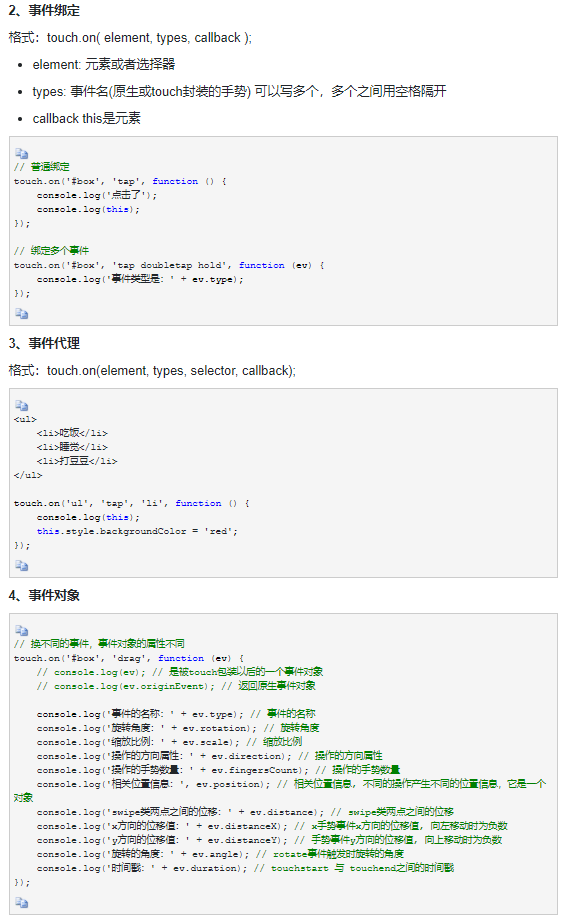 2、事件绑定
格式：touch.on( element, types, callback );
element: 元素或者选择器
types: 事件名(原生或touch封装的手势) 可以写多个，多个之间用空格隔开
callback this是元素
// 普通绑定
touch.on('#box', 'tap', function () {
    console.log('点击了');
    console.log(this);
});
// 绑定多个事件
touch.on('#box', 'tap doubletap hold', function (ev) {
    console.log('事件类型是：' + ev.type);
});
3、事件代理
格式：touch.on(element, types, selector, callback);
<ul>
    <li>吃饭</li>
    <li>睡觉</li>
    <li>打豆豆</li>
</ul>
touch.on('ul', 'tap', 'li', function () {
    console.log(this);
    this.style.backgroundColor = 'red';
});
4、事件对象
// 换不同的事件，事件对象的属性不同
touch.on('#box', 'drag', function (ev) {
    // console.log(ev); // 是被touch包装以后的一个事件对象
    // console.log(ev.originEvent); // 返回原生事件对象
    console.log('事件的名称：' + ev.type); // 事件的名称
    console.log('旋转角度：' + ev.rotation); // 旋转角度
    console.log('缩放比例：' + ev.scale); // 缩放比例
    console.log('操作的方向属性：' + ev.direction); // 操作的方向属性
    console.log('操作的手势数量：' + ev.fingersCount); // 操作的手势数量
    console.log('相关位置信息：', ev.position); // 相关位置信息, 不同的操作产生不同的位置信息，它是一个
对象
    console.log('swipe类两点之间的位移：' + ev.distance); // swipe类两点之间的位移
    console.log('x方向的位移值：' + ev.distanceX); // x手势事件x方向的位移值, 向左移动时为负数
    console.log('y方向的位移值：' + ev.distanceY); // 手势事件y方向的位移值, 向上移动时为负数
    console.log('旋转的角度：' + ev.angle); // rotate事件触发时旋转的角度
    console.log('时间戳：' + ev.duration); // touchstart 与 touchend之间的时间戳
});